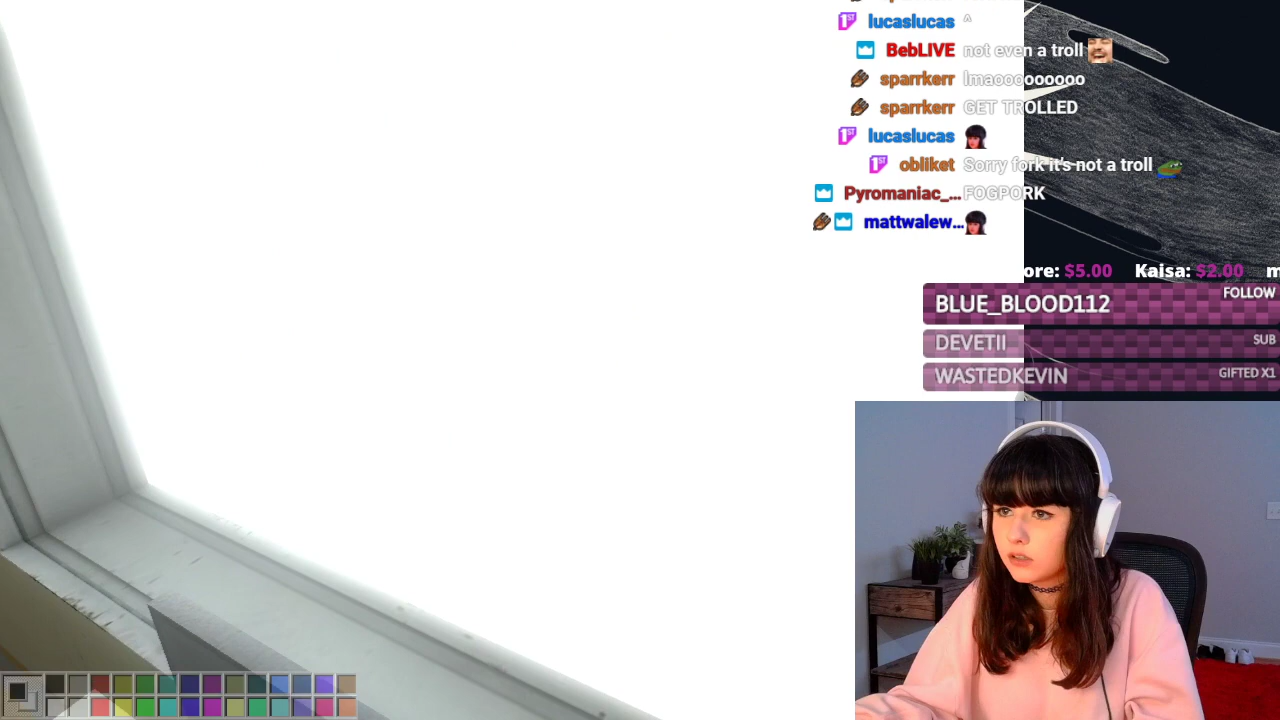 lucaslucas ^
BebLIVE not even a troll
sparrkerr lmaooooooooo
sparrkerr GET TROLLED
lucaslucas
obliket Sorry fork it's not a troll
Pyromaniac_... FOGPORK
mattwalew...
ore: $5.00 Kaisa: $2.00 m
BLUE_BLOOD112 FOLLOW
DEVETII SUB
WASTEDKEVIN GIFTED X1